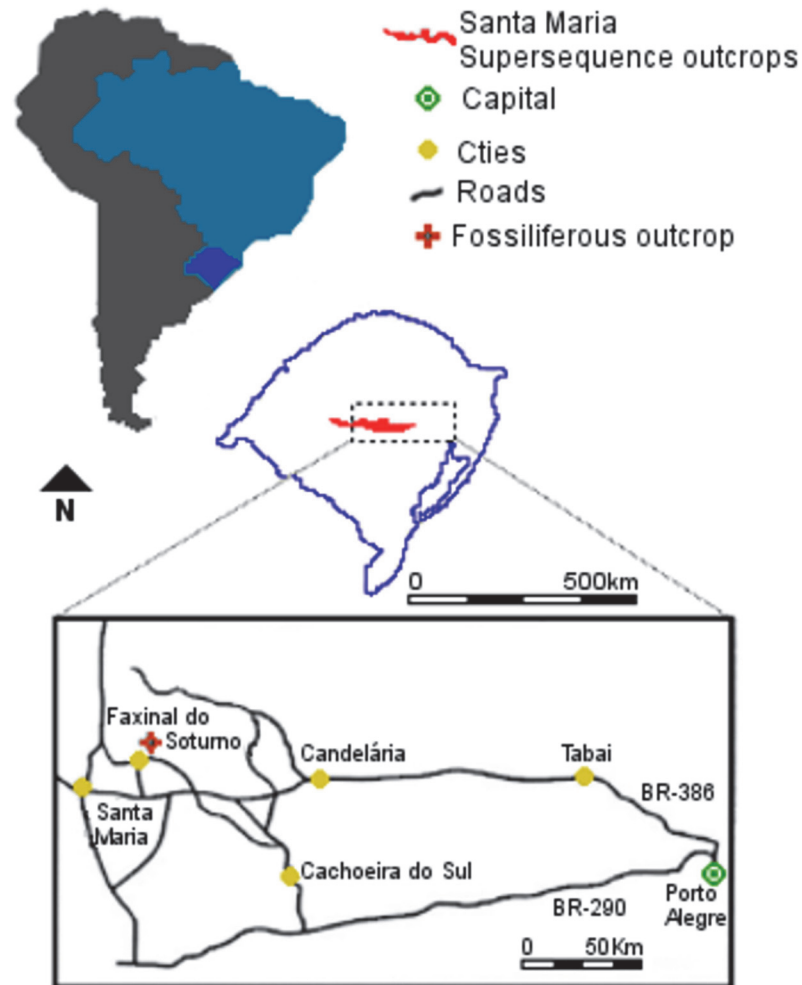 Santa Maria
Supersequence outcrops
Capital
Cties
Roads
Fossiliferous outcrop
N
0 500km
Faxinal do
Soturno
Candelária
Tabai
BR-386
Santa
Maria
Cachoeira do Sul
Porto
Alegre
BR-290
0 50Km